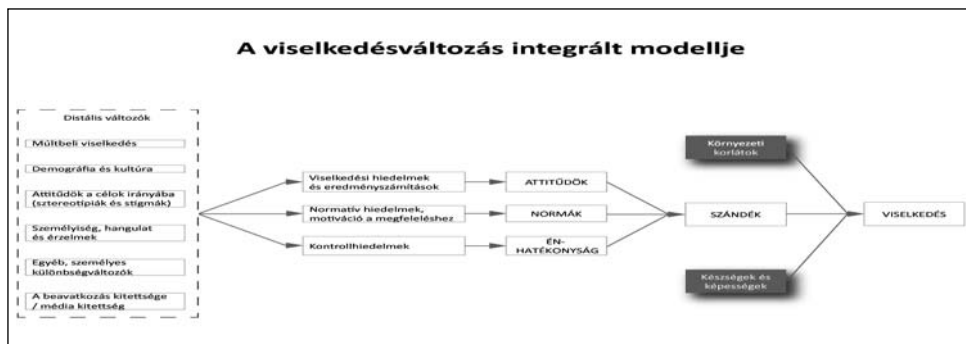 A viselkedésváltozás integrált modellje
Distális változók
Múltbeli viselkedés
Demográfia és kultúra
Attitűdök a célok irányába
(sztereotípiák és stigmák)
Személyiség, hangulat
és érzelmek
Egyéb, személyes
különbségváltozók
A beavatkozás kitettsége
/ média kitettség
Viselkedési hiedelmek
és eredményszámítások
Normatív hiedelmek,
motiváció a megfeleléshez
Kontrollhiedelmek
ATTITŰDÖK
NORMÁK
ÉN-
HATÉKONYSÁG
Környezeti
korlátok
SZÁNDÉK
Készségek és
képességek
VISELKEDÉS